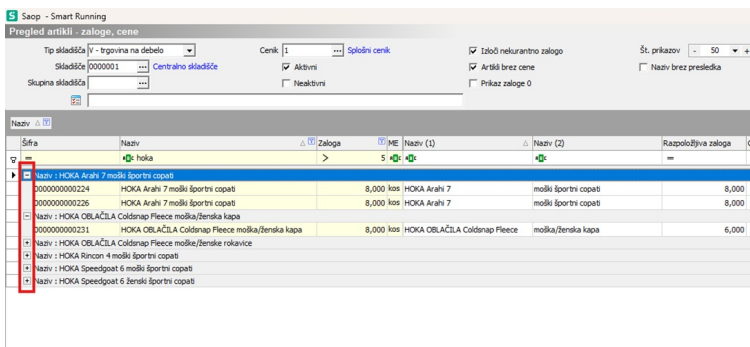 S Saop - Smart Running
Pregled artikli - zaloge, cene
Tip skladišča V - trgovina na debelo Cenik 1 ... Splošni cenik Izloči nekurantno zalogo Št. prikazov - 50 +
Skladišče 0000001 ... Centralno skladišče Aktivni Artikli brez cene Naziv brez presledka
Skupina skladišča ... Neaktivni Prikaz zaloge 0
Naziv
Šifra Naziv Zaloga ME Naziv (1) Naziv (2) Razpoložljiva zaloga
= hoka > 5 =
Naziv : HOKA Arahi 7 moški športni copati
0000000000224 HOKA Arahi 7 moški športni copati 8,000 kos HOKA Arahi 7 moški športni copati 8,000
0000000000226 HOKA Arahi 7 moški športni copati 8,000 kos HOKA Arahi 7 moški športni copati 8,000
Naziv : HOKA OBLAČILA Coldsnap Fleece moška/ženska kapa
0000000000231 HOKA OBLAČILA Coldsnap Fleece moška/ženska kapa 8,000 kos HOKA OBLAČILA Coldsnap Fleece moška/ženska kapa 6,000
Naziv : HOKA OBLAČILA Coldsnap Fleece moške/ženske rokavice
Naziv : HOKA Rincon 4 moški športni copati
Naziv : HOKA Speedgoat 6 moški športni copati
Naziv : HOKA Speedgoat 6 ženski športni copati